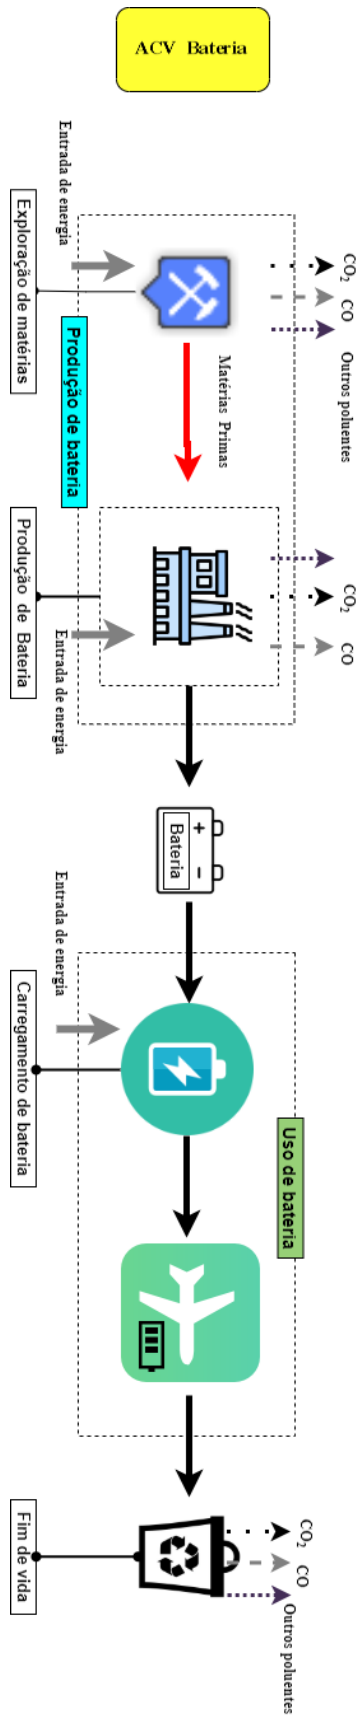 ACV Bateria
Entrada de energia
CO2
CO
Outros poluentes
Exploração de matérias
Produção de bateria
Matérias Primas
Produção de Bateria
Entrada de energia
CO2
CO
Bateria
Entrada de energia
Carregamento de bateria
Uso de bateria
Fim de vida
CO2
CO
Outros poluentes